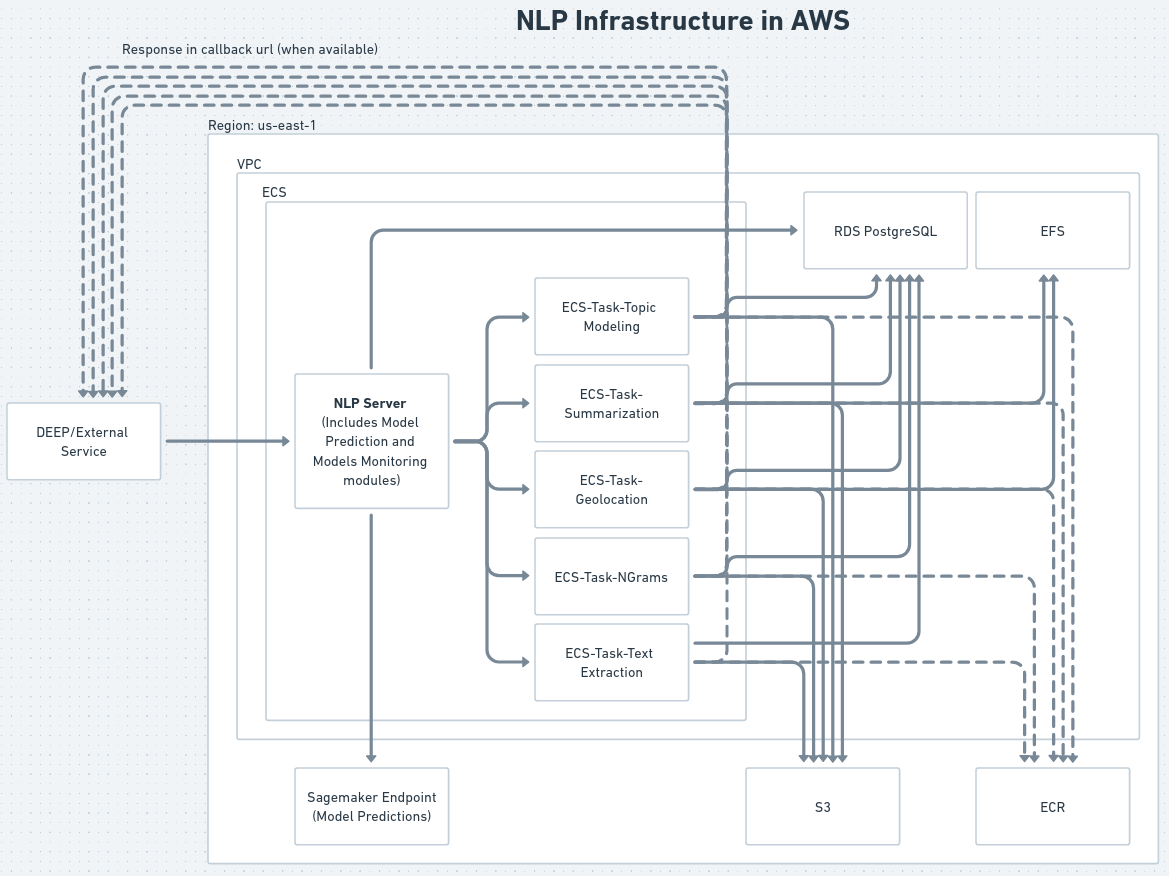 NLP Infrastructure in AWS
Response in callback url (when available)
Region: us-east-1
VPC
ECS
RDS PostgreSQL
EFS
ECS-Task-Topic
Modeling
ECS-Task-
Summarization
NLP Server
(Includes Model
Prediction and
Models Monitoring
modules)
DEEP/External
Service
ECS-Task-
Geolocation
ECS-Task-NGrams
ECS-Task-Text
Extraction
Sagemaker Endpoint
(Model Predictions)
S3
ECR